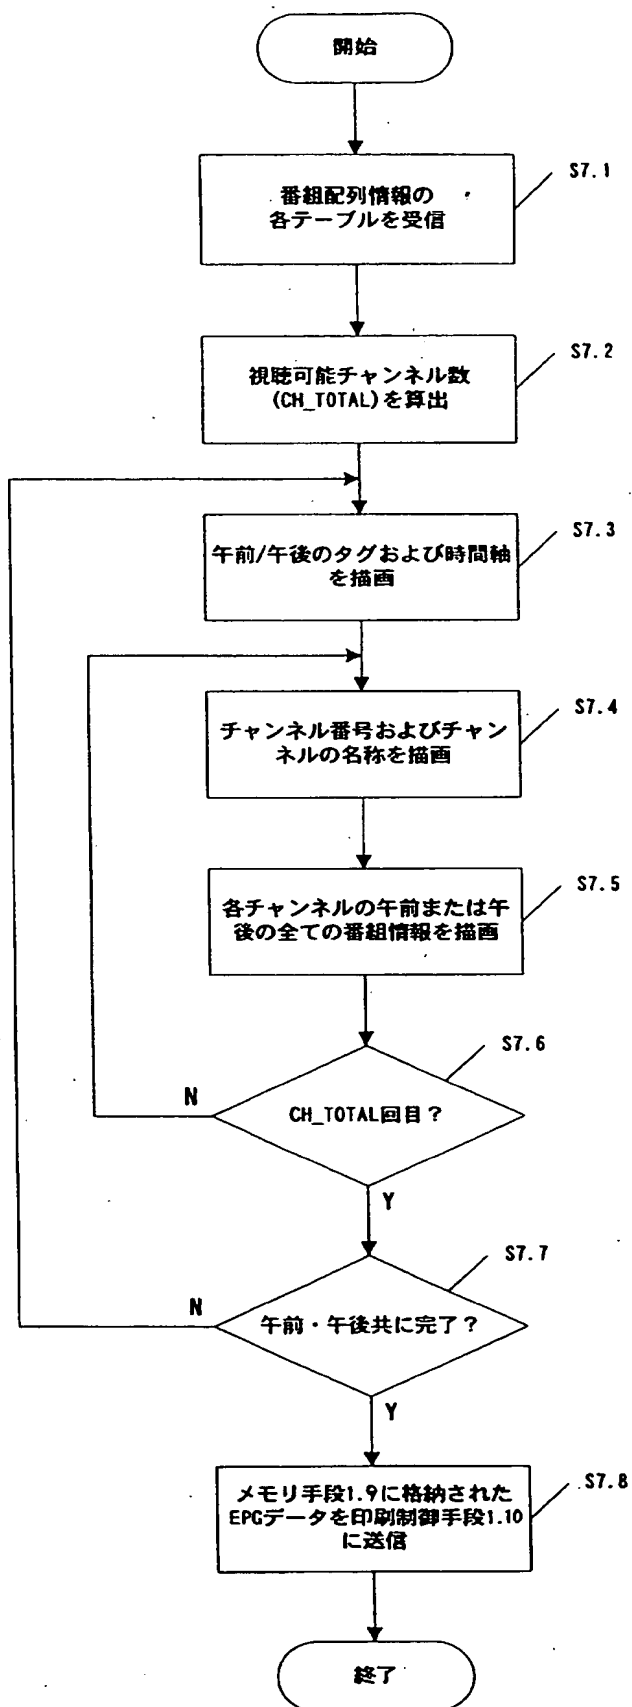 開始
S7.1
番組配列情報の
各テーブルを受信
S7.2
視聴可能チャンネル数
(CH_TOTAL)を算出
S7.3
午前/午後のタグおよび時間軸
を描画
S7.4
チャンネル番号およびチャン
ネルの名称を描画
S7.5
各チャンネルの午前または午
後の全ての番組情報を描画
S7.6
N
CH_TOTAL回目？
Y
S7.7
N
午前・午後共に完了？
Y
S7.8
メモリ手段1.9に格納された
EPGデータを印刷制御手段1.10
に送信
終了